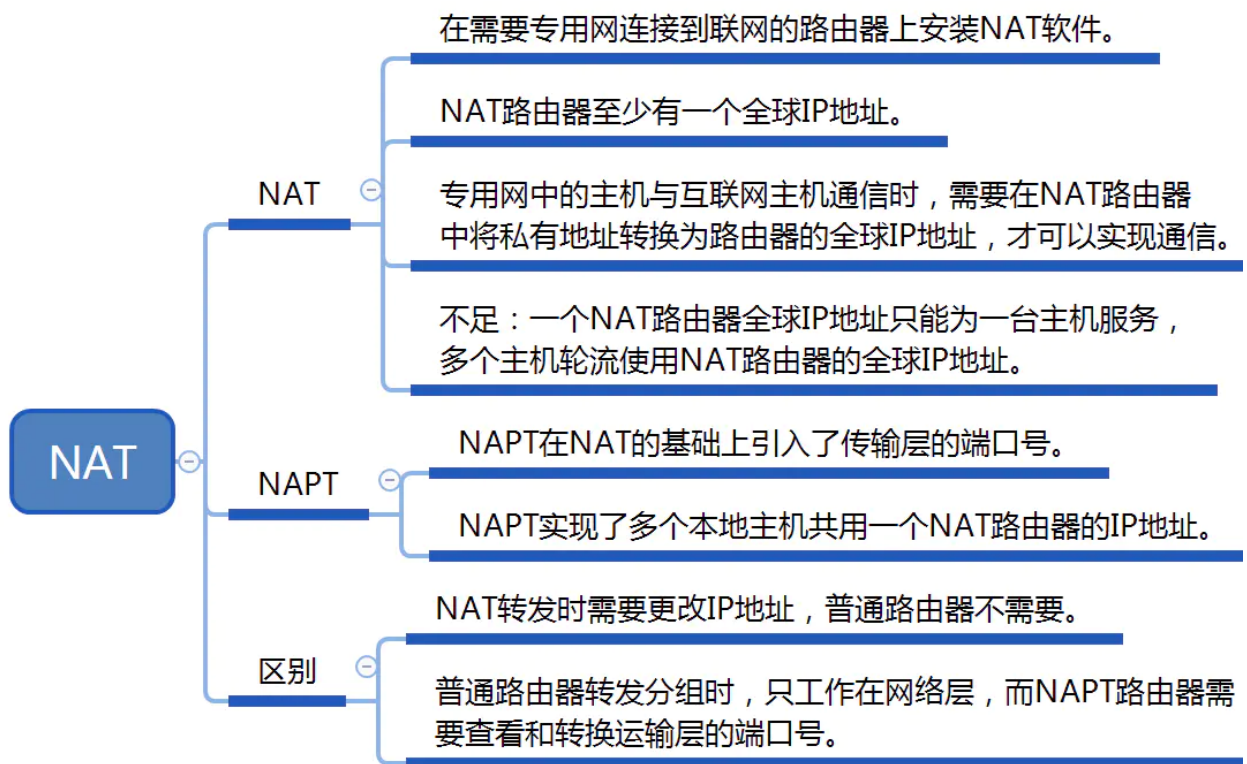 NAT
NAT
在需要专用网连接到联网的路由器上安装NAT软件。
NAT路由器至少有一个全球IP地址。
专用网中的主机与互联网主机通信时，需要在NAT路由器
中将私有地址转换为路由器的全球IP地址，才可以实现通信。
不足：一个NAT路由器全球IP地址只能为一台主机服务，
多个主机轮流使用NAT路由器的全球IP地址。
NAPT
NAPT在NAT的基础上引入了传输层的端口号。
NAPT实现了多个本地主机共用一个NAT路由器的IP地址。
区别
NAT转发时需要更改IP地址，普通路由器不需要。
普通路由器转发分组时，只工作在网络层，而NAPT路由器需
要查看和转换运输层的端口号。